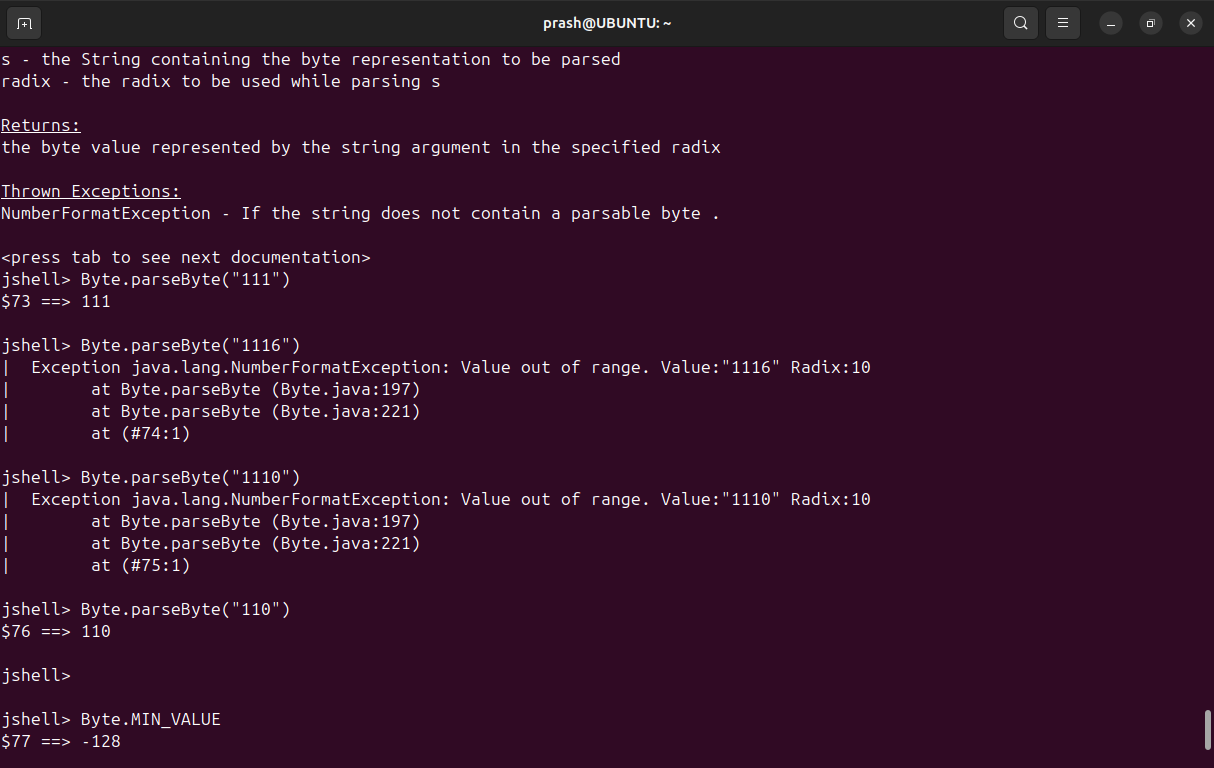 prash@UBUNTU: ~
s - the String containing the byte representation to be parsed
radix - the radix to be used while parsing s
Returns:
the byte value represented by the string argument in the specified radix
Thrown Exceptions:
NumberFormatException - If the string does not contain a parsable byte .
<press tab to see next documentation>
jshell> Byte.parseByte("111")
$73 ==> 111
jshell> Byte.parseByte("1116")
|  Exception java.lang.NumberFormatException: Value out of range. Value:"1116" Radix:10
|        at Byte.parseByte (Byte.java:197)
|        at Byte.parseByte (Byte.java:221)
|        at (#74:1)
jshell> Byte.parseByte("1110")
|  Exception java.lang.NumberFormatException: Value out of range. Value:"1110" Radix:10
|        at Byte.parseByte (Byte.java:197)
|        at Byte.parseByte (Byte.java:221)
|        at (#75:1)
jshell> Byte.parseByte("110")
$76 ==> 110
jshell>
jshell> Byte.MIN_VALUE
$77 ==> -128